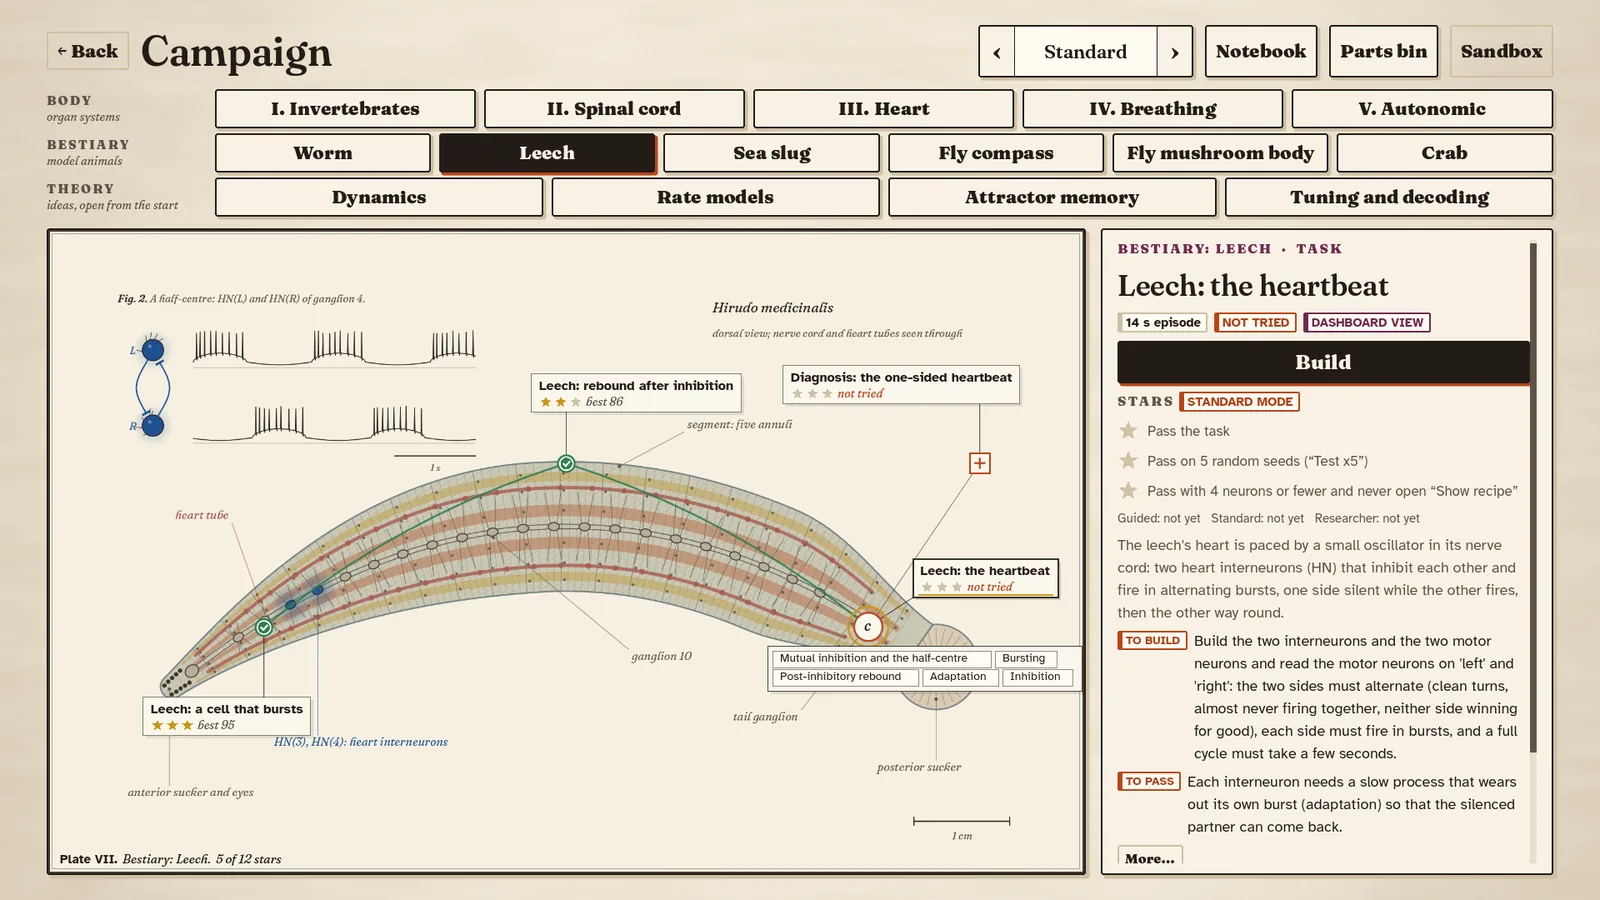 ← Back
Campaign
‹ Standard ›
Notebook
Parts bin
Sandbox
BODY
organ systems
I. Invertebrates
II. Spinal cord
III. Heart
IV. Breathing
V. Autonomic
BESTIARY
model animals
Worm
Leech
Sea slug
Fly compass
Fly mushroom body
Crab
THEORY
ideas, open from the start
Dynamics
Rate models
Attractor memory
Tuning and decoding
Fig. 2. A half-centre: HN(L) and HN(R) of ganglion 4.
L
R
1 s
Hirudo medicinalis
dorsal view; nerve cord and heart tubes seen through
Leech: rebound after inhibition
best 86
Diagnosis: the one-sided heartbeat
not tried
segment: five annuli
heart tube
Leech: the heartbeat
not tried
c
Mutual inhibition and the half-centre
Bursting
Post-inhibitory rebound
Adaptation
Inhibition
ganglion 10
Leech: a cell that bursts
best 95
HN(3), HN(4): heart interneurons
tail ganglion
posterior sucker
anterior sucker and eyes
1 cm
Plate VII. Bestiary: Leech. 5 of 12 stars
BESTIARY: LEECH · TASK
Leech: the heartbeat
14 s episode
NOT TRIED
DASHBOARD VIEW
Build
STARS STANDARD MODE
Pass the task
Pass on 5 random seeds (“Test x5”)
Pass with 4 neurons or fewer and never open “Show recipe”
Guided: not yet Standard: not yet Researcher: not yet
The leech's heart is paced by a small oscillator in its nerve
cord: two heart interneurons (HN) that inhibit each other and
fire in alternating bursts, one side silent while the other fires,
then the other way round.
TO BUILD Build the two interneurons and the two motor
neurons and read the motor neurons on 'left' and
'right': the two sides must alternate (clean turns,
almost never firing together, neither side winning
for good), each side must fire in bursts, and a full
cycle must take a few seconds.
TO PASS Each interneuron needs a slow process that wears
out its own burst (adaptation) so that the silenced
partner can come back.
More...